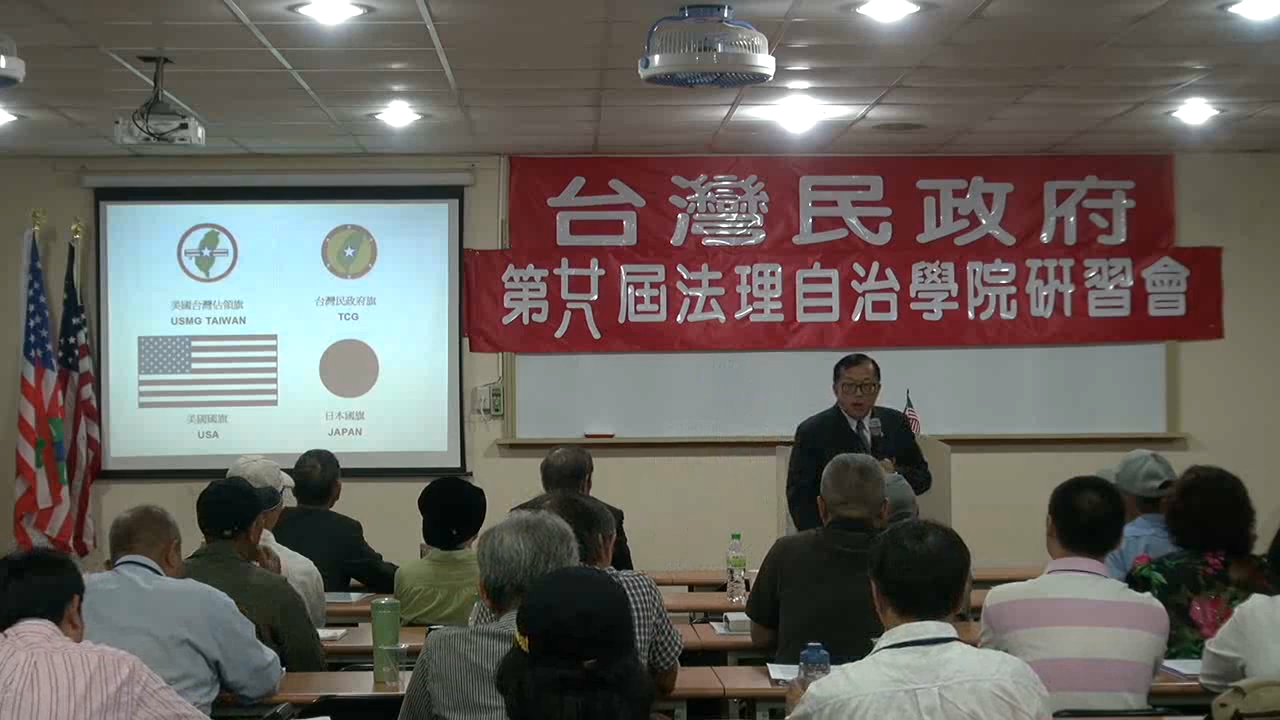 台灣民政府
第廿八屆法理自治學院研習會
美國台灣佔領旗
USMG TAIWAN
台灣民政府旗
TCG
美國國旗
USA
日本國旗
JAPAN